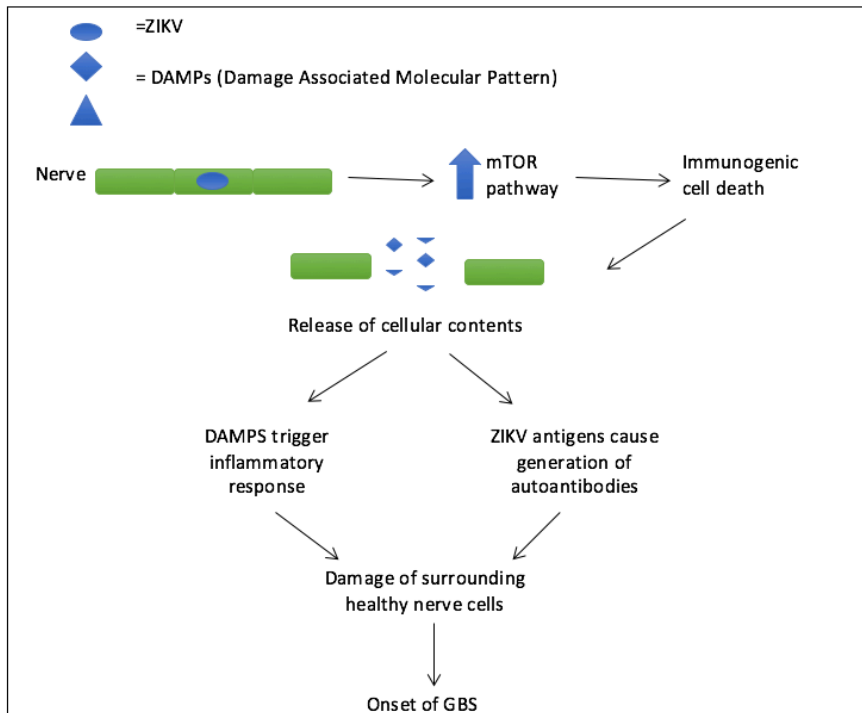 =ZIKV
= DAMPs (Damage Associated Molecular Pattern)
Nerve
mTOR
pathway
Immunogenic
cell death
Release of cellular contents
DAMPS trigger
inflammatory
response
ZIKV antigens cause
generation of
autoantibodies
Damage of surrounding
healthy nerve cells
Onset of GBS